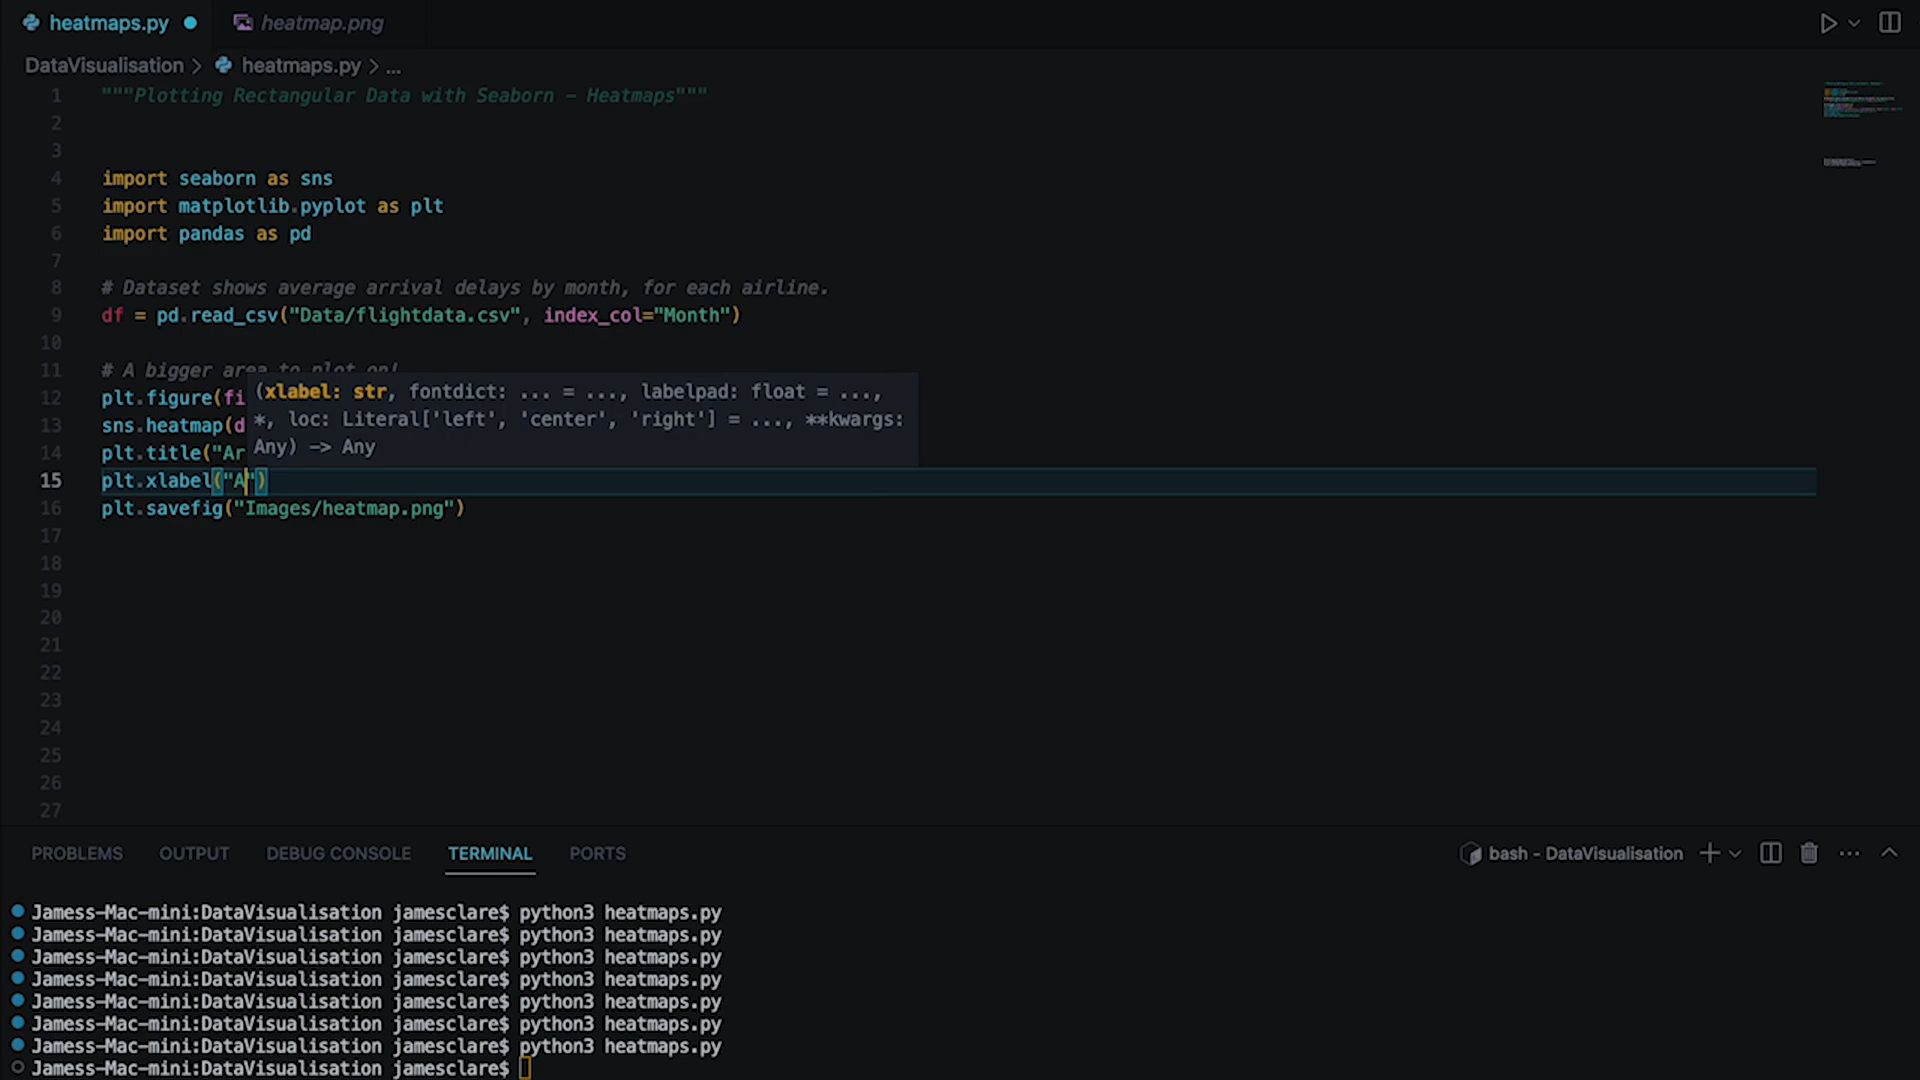 heatmaps.py
heatmap.png
DataVisualisation > heatmaps.py > ...
1 """Plotting Rectangular Data with Seaborn - Heatmaps"""
2
3
4 import seaborn as sns
5 import matplotlib.pyplot as plt
6 import pandas as pd
7
8 # Dataset shows average arrival delays by month, for each airline.
9 df = pd.read_csv("Data/flightdata.csv", index_col="Month")
10
11 # A bigger area to plot on!
12 plt.figure(fi
(xlabel: str, fontdict: ... = ..., labelpad: float = ...,
13 sns.heatmap(d
*, loc: Literal['left', 'center', 'right'] = ..., **kwargs:
14 plt.title("Ar
Any) -> Any
15 plt.xlabel("A")
16 plt.savefig("Images/heatmap.png")
17
18
19
20
21
22
23
24
25
26
27
PROBLEMS OUTPUT DEBUG CONSOLE TERMINAL PORTS
bash - DataVisualisation
Jamess-Mac-mini:DataVisualisation jamesclare$ python3 heatmaps.py
Jamess-Mac-mini:DataVisualisation jamesclare$ python3 heatmaps.py
Jamess-Mac-mini:DataVisualisation jamesclare$ python3 heatmaps.py
Jamess-Mac-mini:DataVisualisation jamesclare$ python3 heatmaps.py
Jamess-Mac-mini:DataVisualisation jamesclare$ python3 heatmaps.py
Jamess-Mac-mini:DataVisualisation jamesclare$ python3 heatmaps.py
Jamess-Mac-mini:DataVisualisation jamesclare$ python3 heatmaps.py
Jamess-Mac-mini:DataVisualisation jamesclare$